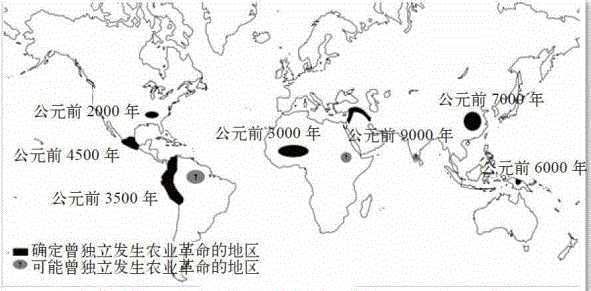 公元前 7000 年
公元前 2000 年
公元前 3000 年
公元前 9000 年
公元前 4500 年
公元前 6000 年
公元前 3500 年
确定曾独立发生农业革命的地区
? 可能曾独立发生农业革命的地区